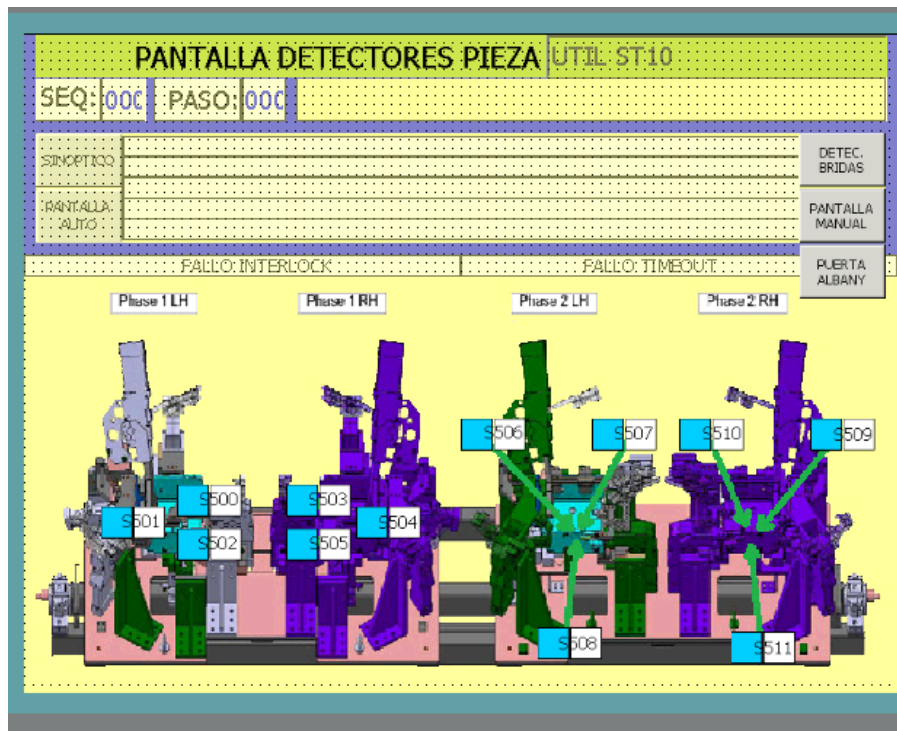 PANTALLA DETECTORES PIEZA UTIL ST10
SEQ: 000 PASO: 000
SINOPTICO
DETEC.
BRIDAS
PANTALLA
AUTO
PANTALLA
MANUAL
FALLO INTERLOCK FALLO TIMEOUT
PUERTA
ALBANY
Phase 1 LH Phase 1 RH Phase 2 LH Phase 2 RH
S506 S507 S510 S509
S500 S503
S501 S504
S502 S505
S508 S511